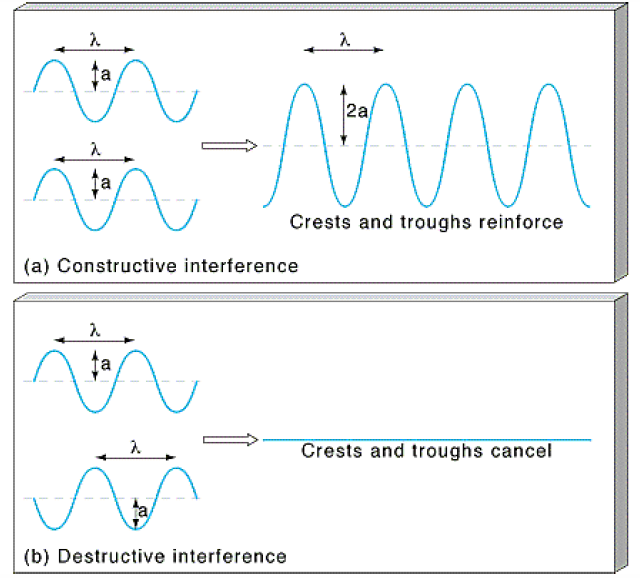 λ
a
λ
a
λ
2a
Crests and troughs reinforce
(a) Constructive interference
λ
a
λ
a
Crests and troughs cancel
(b) Destructive interference